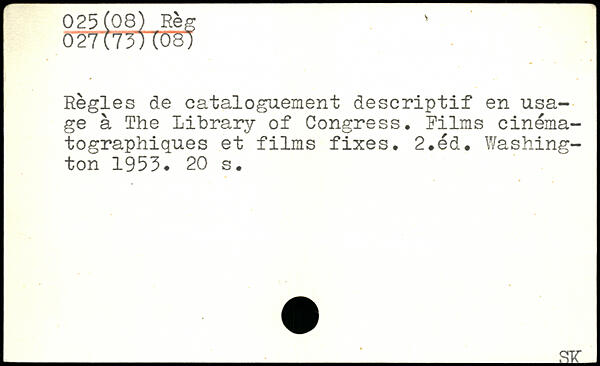 025(08) Règ
027(73)(08)
Règles de cataloguement descriptif en usa-
ge à The Library of Congress. Films cinéma-
tographiques et films fixes. 2.éd. Washing-
ton 1953. 20 s.
SK